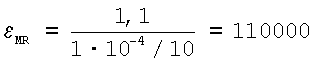 ε_MR = 1,1 / (1·10⁻⁴ / 10) = 110000